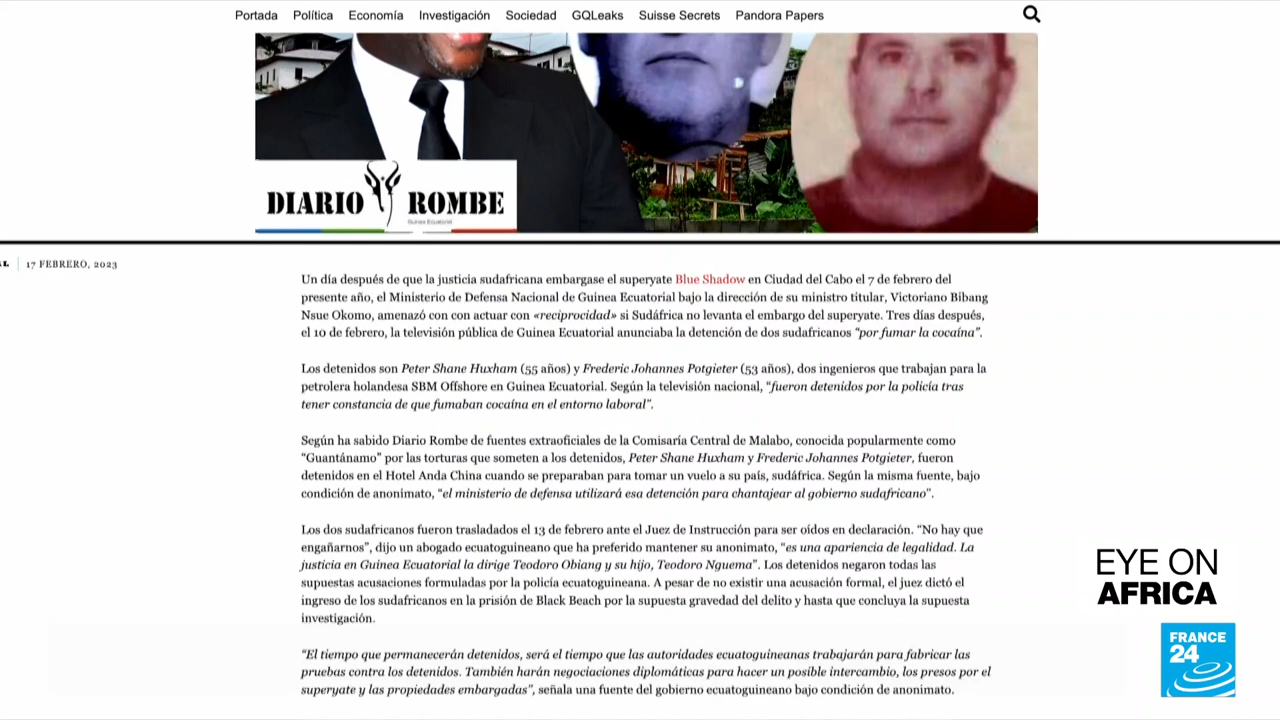 Portada Política Economía Investigación Sociedad GQLeaks Suisse Secrets Pandora Papers
DIARIO ROMBE
Guinea Ecuatorial
17 FEBRERO, 2023
Un día después de que la justicia sudafricana embargase el superyate Blue Shadow en Ciudad del Cabo el 7 de febrero del
presente año, el Ministerio de Defensa Nacional de Guinea Ecuatorial bajo la dirección de su ministro titular, Victoriano Bibang
Nsue Okomo, amenazó con con actuar con «reciprocidad» si Sudáfrica no levanta el embargo del superyate. Tres días después,
el 10 de febrero, la televisión pública de Guinea Ecuatorial anunciaba la detención de dos sudafricanos “por fumar la cocaína”.
Los detenidos son Peter Shane Huxham (55 años) y Frederic Johannes Potgieter (53 años), dos ingenieros que trabajan para la
petrolera holandesa SBM Offshore en Guinea Ecuatorial. Según la televisión nacional, “fueron detenidos por la policía tras
tener constancia de que fumaban cocaína en el entorno laboral”.
Según ha sabido Diario Rombe de fuentes extraoficiales de la Comisaría Central de Malabo, conocida popularmente como
“Guantánamo” por las torturas que someten a los detenidos, Peter Shane Huxham y Frederic Johannes Potgieter, fueron
detenidos en el Hotel Anda China cuando se preparaban para tomar un vuelo a su país, sudáfrica. Según la misma fuente, bajo
condición de anonimato, “el ministerio de defensa utilizará esa detención para chantajear al gobierno sudafricano”.
Los dos sudafricanos fueron trasladados el 13 de febrero ante el Juez de Instrucción para ser oídos en declaración. “No hay que
engañarnos”, dijo un abogado ecuatoguineano que ha preferido mantener su anonimato, “es una apariencia de legalidad. La
justicia en Guinea Ecuatorial la dirige Teodoro Obiang y su hijo, Teodoro Nguema”. Los detenidos negaron todas las
supuestas acusaciones formuladas por la policía ecuatoguineana. A pesar de no existir una acusación formal, el juez dictó el
ingreso de los sudafricanos en la prisión de Black Beach por la supuesta gravedad del delito y hasta que concluya la supuesta
investigación.
“El tiempo que permanecerán detenidos, será el tiempo que las autoridades ecuatoguineanas trabajarán para fabricar las
pruebas contra los detenidos. También harán negociaciones diplomáticas para hacer un posible intercambio, los presos por el
superyate y las propiedades embargadas”, señala una fuente del gobierno ecuatoguineano bajo condición de anonimato.
EYE ON
AFRICA
FRANCE
24